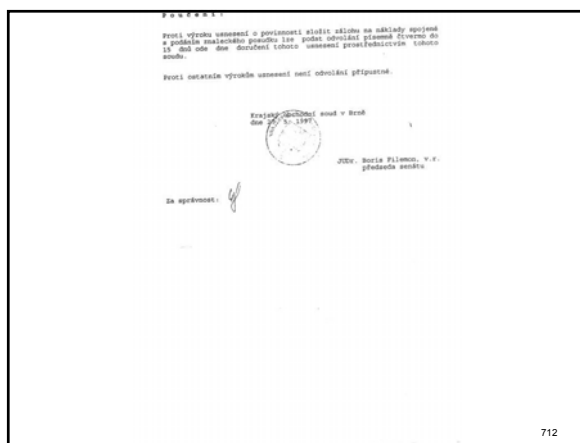 P o u č e n í :
Proti výroku usnesení o povinnosti složit zálohu na náklady spojené
s podáním znaleckého posudku lze podat odvolání písemně čtvermo do
15 dnů ode dne doručení tohoto usnesení prostřednictvím tohoto
soudu.
Proti ostatním výrokům usnesení není odvolání přípustné.
Krajský obchodní soud v Brně
dne 1997
JUDr. Boris Filemon, v.r.
předseda senátu
Za správnost:
712